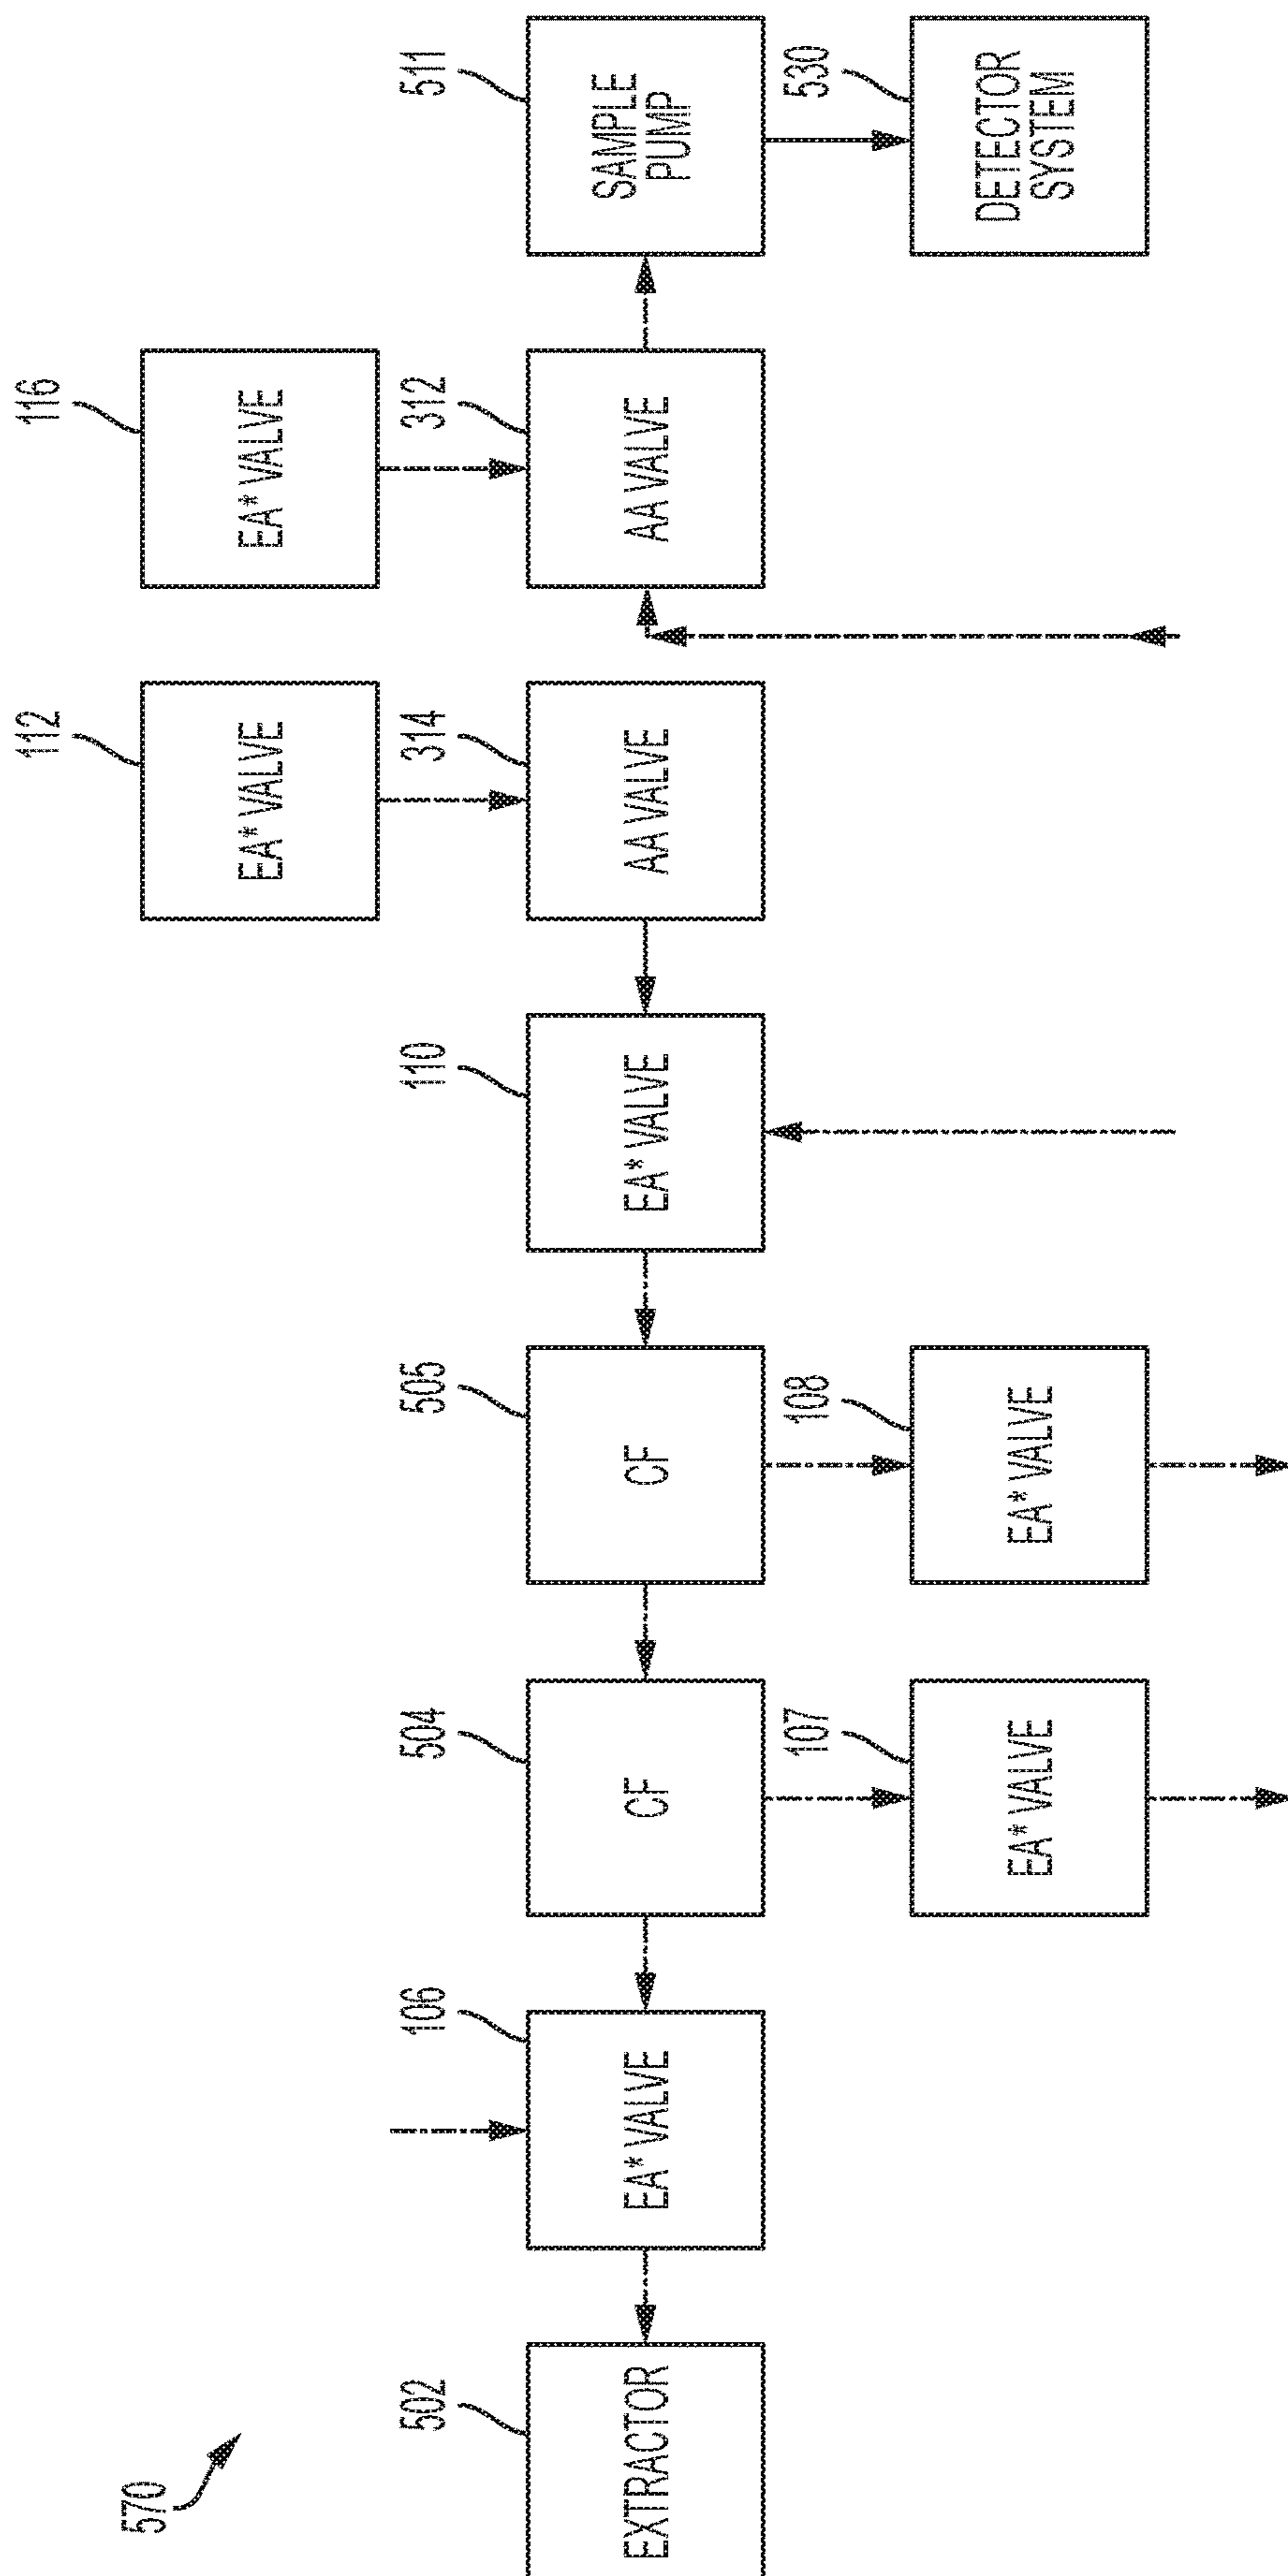 570
502
EXTRACTOR
106
EA* VALVE
504
CF
107
EA* VALVE
505
CF
108
EA* VALVE
110
EA* VALVE
112
EA* VALVE
314
AA VALVE
116
EA* VALVE
312
AA VALVE
511
SAMPLE
PUMP
530
DETECTOR
SYSTEM